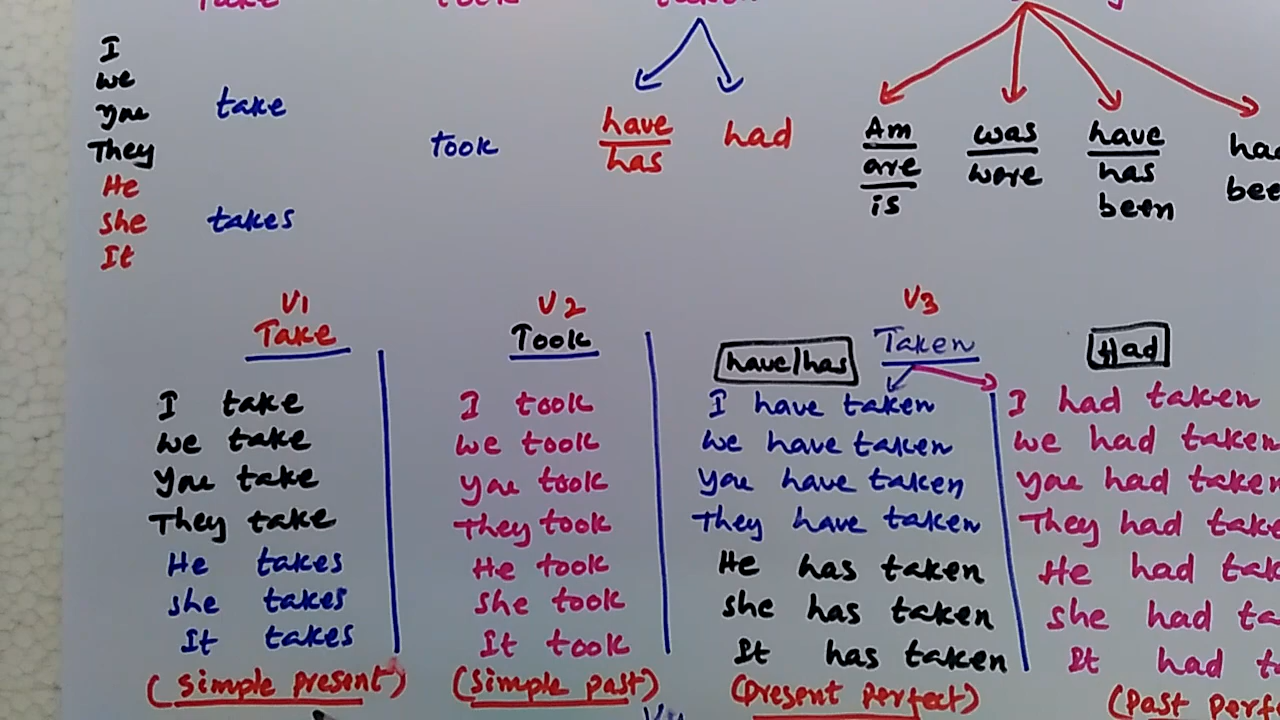 took
I
we
you
They
He
she
It
take
takes
took
have
has
had
Am
are
is
was
were
have
has
been
V1
Take
I take
we take
you take
They take
He takes
she takes
It takes
(simple present)
V2
Took
I took
we took
you took
They took
He took
she took
It took
(simple past)
V3
have/has Taken
I have taken
we have taken
you have taken
They have taken
He has taken
she has taken
It has taken
(present perfect)
Had
I had taken
we had taken
you had taken
They had take
He had tak
she had ta
It had t
(past perfe